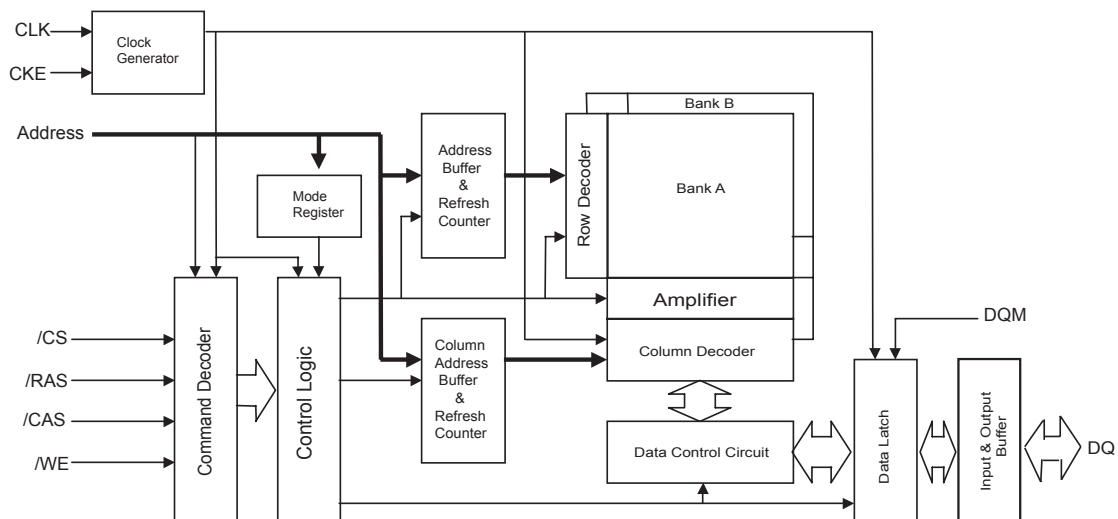 CLK
CKE
Clock
Generator
Address
Mode
Register
Address
Buffer
&
Refresh
Counter
Row Decoder
Bank B
Bank A
Amplifier
Column Decoder
/CS
/RAS
/CAS
/WE
Command Decoder
Control Logic
Column
Address
Buffer
&
Refresh
Counter
Data Control Circuit
DQM
Data Latch
Input & Output
Buffer
DQ